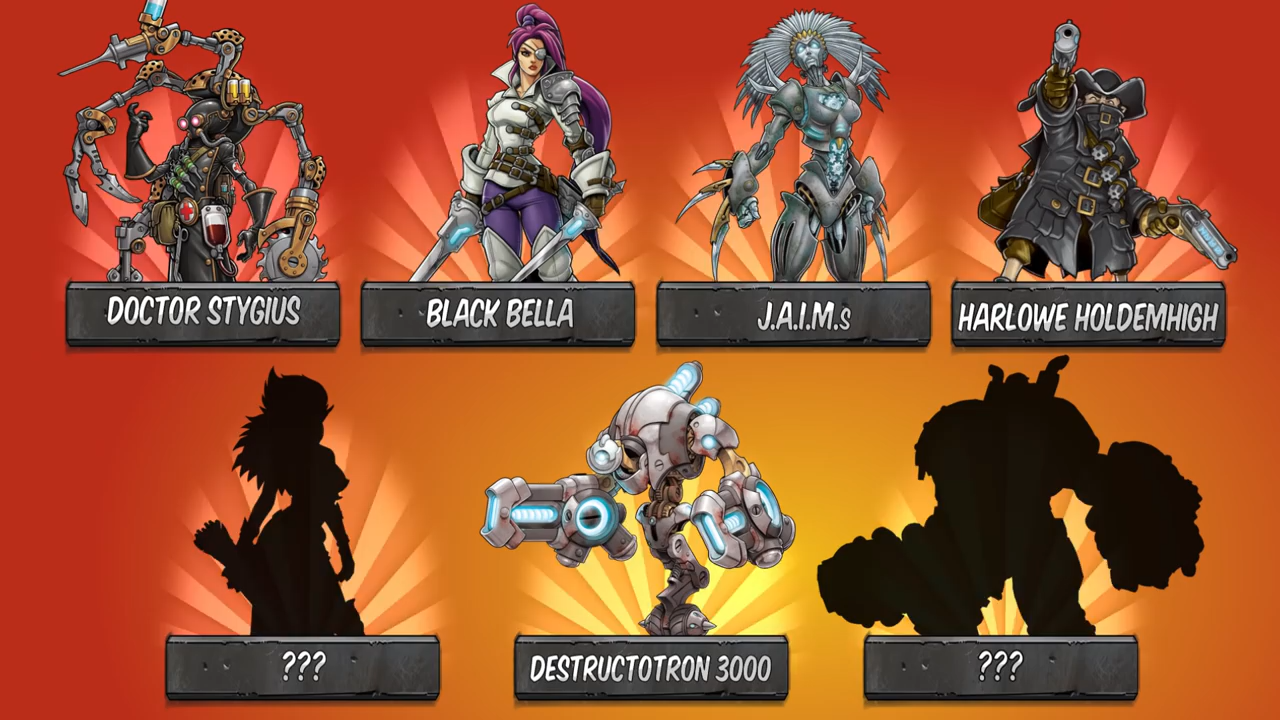 DOCTOR STYGIUS
BLACK BELLA
J.A.I.M.s
HARLOWE HOLDEMHIGH
???
DESTRUCTOTRON 3000
???